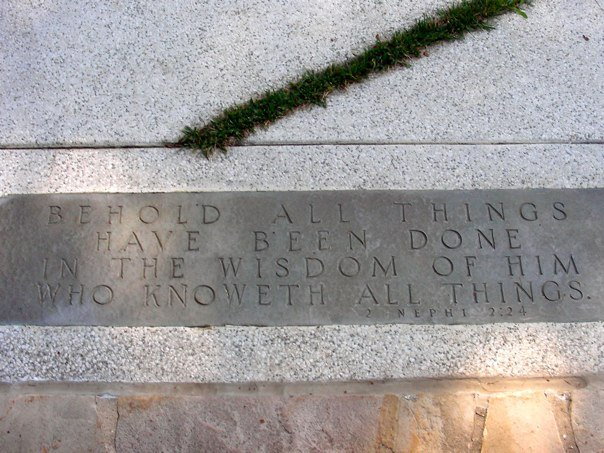 BEHOLD ALL THINGS
HAVE BEEN DONE
IN THE WISDOM OF HIM
WHO KNOWETH ALL THINGS.
2 NEPHI 2:24